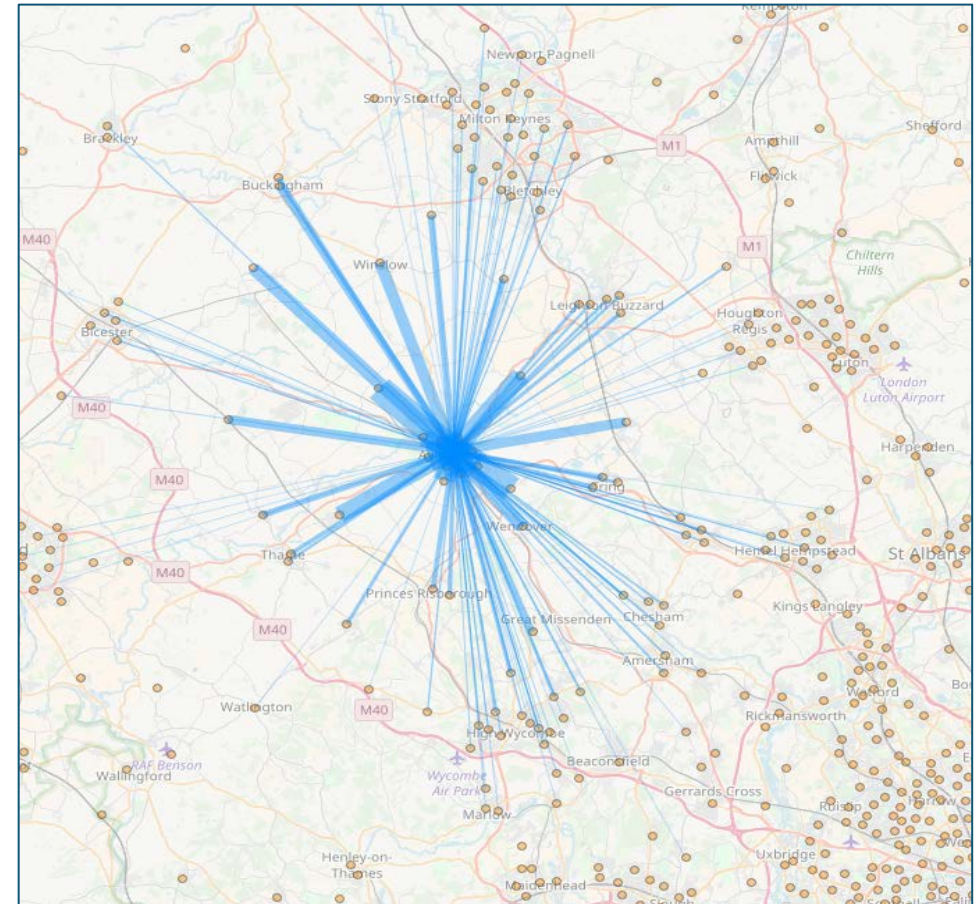 Kempston
Newport Pagnell
Stony Stratford
Milton Keynes
Shefford
Brackley
M1
Ampthill
Flitwick
Buckingham
Bletchley
M40
M1
Chiltern
Hills
Winslow
Leighton Buzzard
Houghton
Regis
Bicester
Luton
London
Luton Airport
M40
Harpenden
M40
Tring
Wendover
Thame
Hemel Hempstead
St Albans
M40
Princes Risborough
Kings Langley
Great Missenden
Chesham
M40
Amersham
Watford
Watlington
M40
Rickmansworth
High Wycombe
RAF Benson
Beaconsfield
Wallingford
Wycombe
Air Park
Gerrards Cross
Marlow
Ruislip
Harrow
Uxbridge
Henley-on-
Thames
Maidenhead
Slough